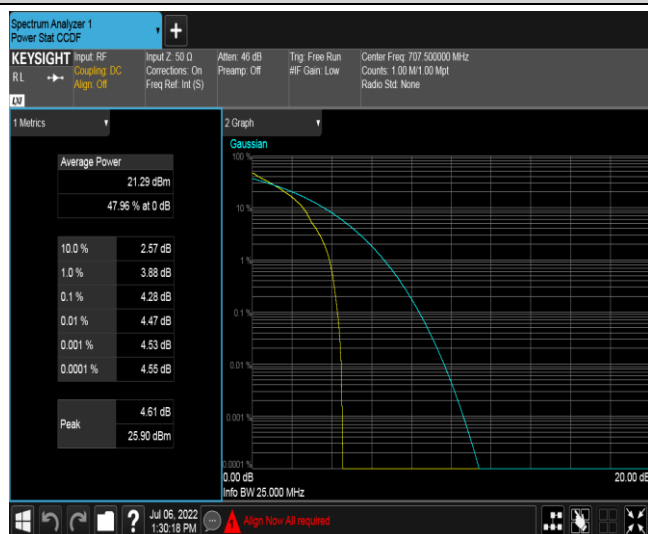 Spectrum Analyzer 1
Power Stat CCDF
+
KEYSIGHT
RL
LXI
Input: RF
Coupling: DC
Align: Off
Input Z: 50 Ω
Corrections: On
Freq Ref: Int (S)
Atten: 46 dB
Preamp: Off
Trig: Free Run
#IF Gain: Low
Center Freq: 707.500000 MHz
Counts: 1.00 M/1.00 Mpt
Radio Std: None
1 Metrics
Average Power
21.29 dBm
47.96 % at 0 dB
10.0 % 2.57 dB
1.0 % 3.88 dB
0.1 % 4.28 dB
0.01 % 4.47 dB
0.001 % 4.53 dB
0.0001 % 4.55 dB
Peak
4.61 dB
25.90 dBm
2 Graph
Gaussian
100 %
10 %
1 %
0.1 %
0.01 %
0.001 %
0.0001 %
0.00 dB
20.00 dB
Info BW 25.000 MHz
?
Jul 06, 2022
1:30:18 PM
Align Now All required